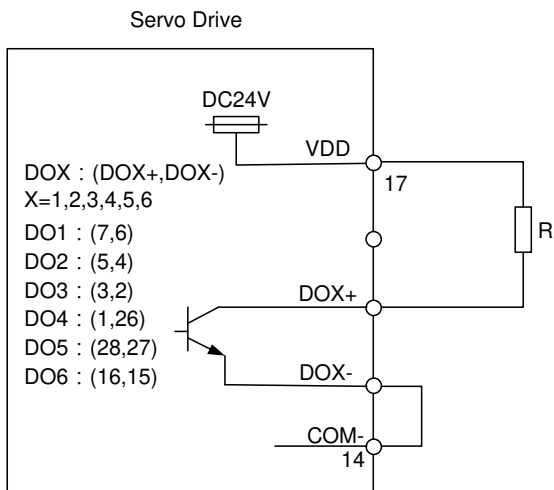 Servo Drive
DC24V
VDD
17
DOX : (DOX+,DOX-)
X=1,2,3,4,5,6
DO1 : (7,6)
DO2 : (5,4)
DO3 : (3,2)
DO4 : (1,26)
DO5 : (28,27)
DO6 : (16,15)
R
DOX+
DOX-
COM-
14